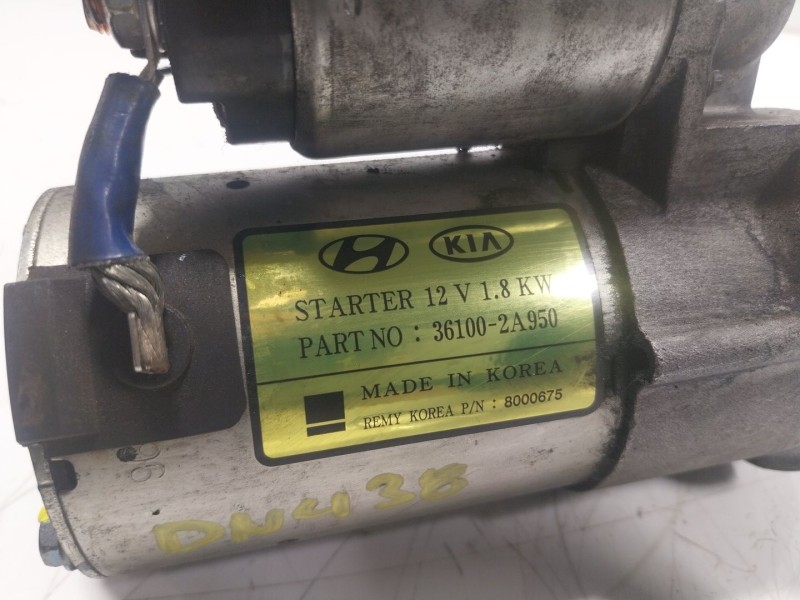 KIA
STARTER 12 V 1.8 KW
PART NO : 36100-2A950
MADE IN KOREA
REMY KOREA P/N : 8000675
DN438